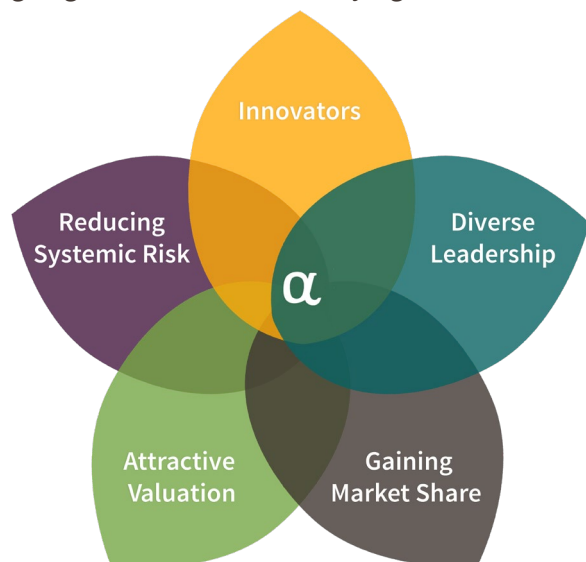 Innovators
Reducing
Systemic Risk
Diverse
Leadership
α
Attractive
Valuation
Gaining
Market Share